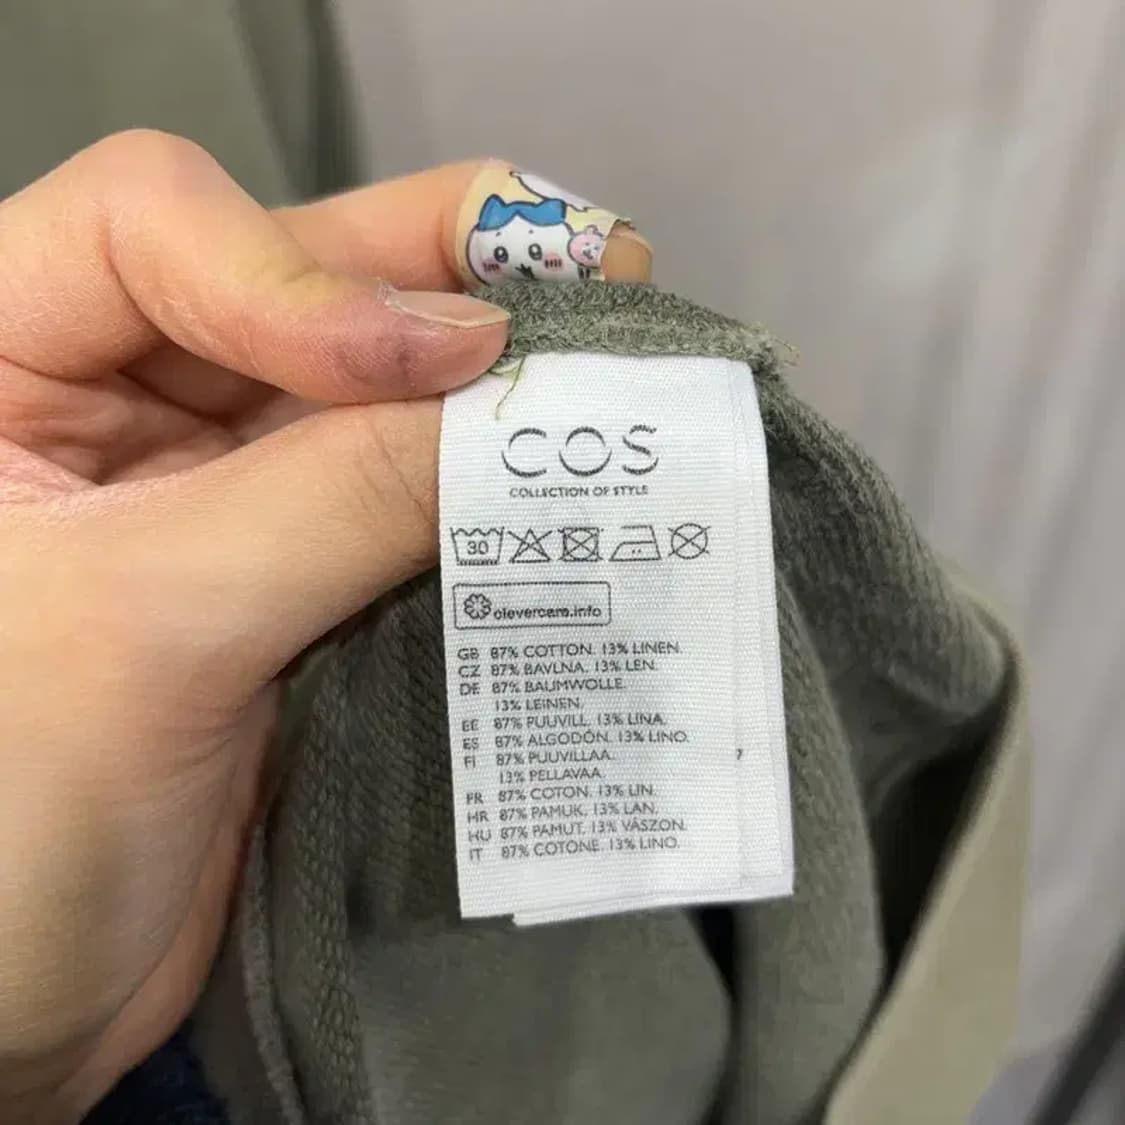 COS
COLLECTION OF STYLE
30
clevercare.info
GB 87% COTTON. 13% LINEN.
CZ 87% BAVLNA. 13% LEN.
DE 87% BAUMWOLLE.
13% LEINEN.
EE 87% PUUVILL. 13% LINA.
ES 87% ALGODÓN. 13% LINO.
FI 87% PUUVILLAA.
13% PELLAVAA.
FR 87% COTON. 13% LIN.
HR 87% PAMUK. 13% LAN.
HU 87% PAMUT. 13% VÁSZON.
IT 87% COTONE. 13% LINO.